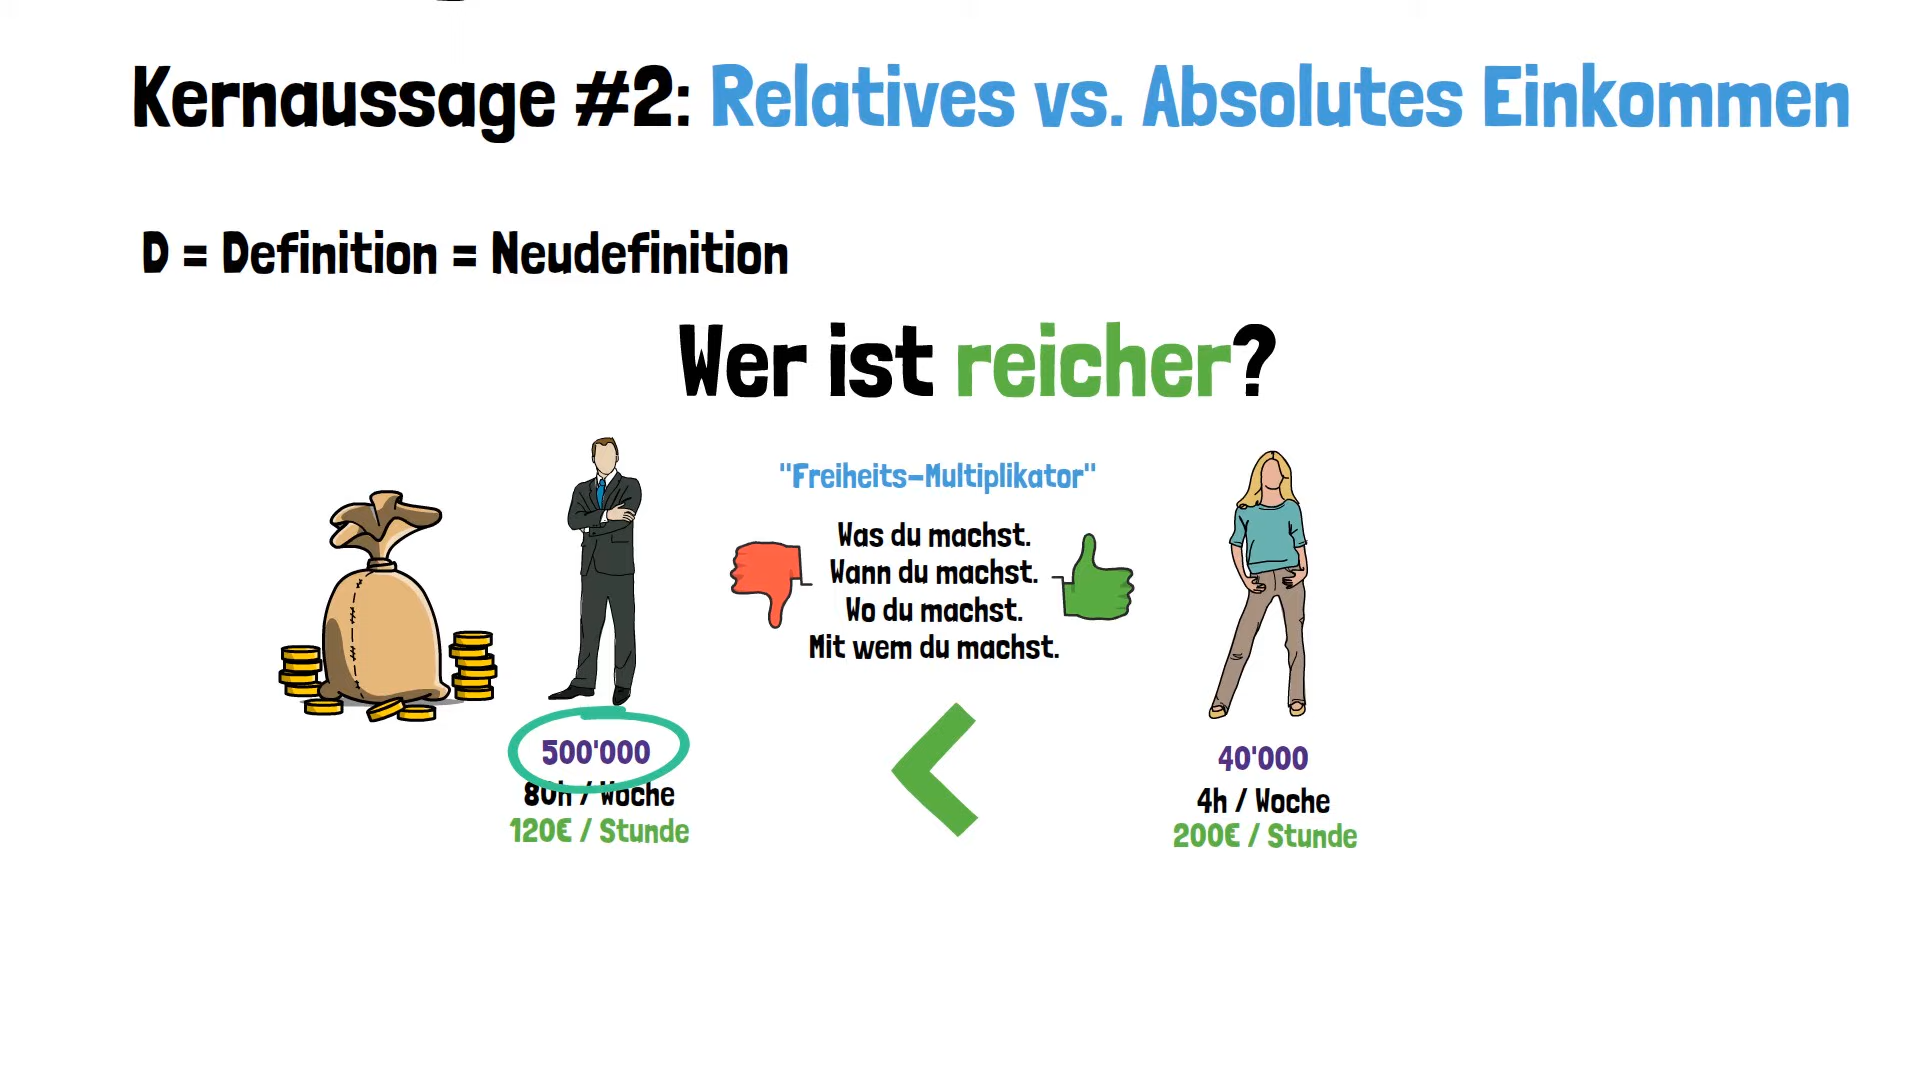 Kernaussage #2: Relatives vs. Absolutes Einkommen
D = Definition = Neudefinition
Wer ist reicher?
"Freiheits-Multiplikator"
Was du machst.
Wann du machst.
Wo du machst.
Mit wem du machst.
500'000
80h / Woche
120€ / Stunde
40'000
4h / Woche
200€ / Stunde